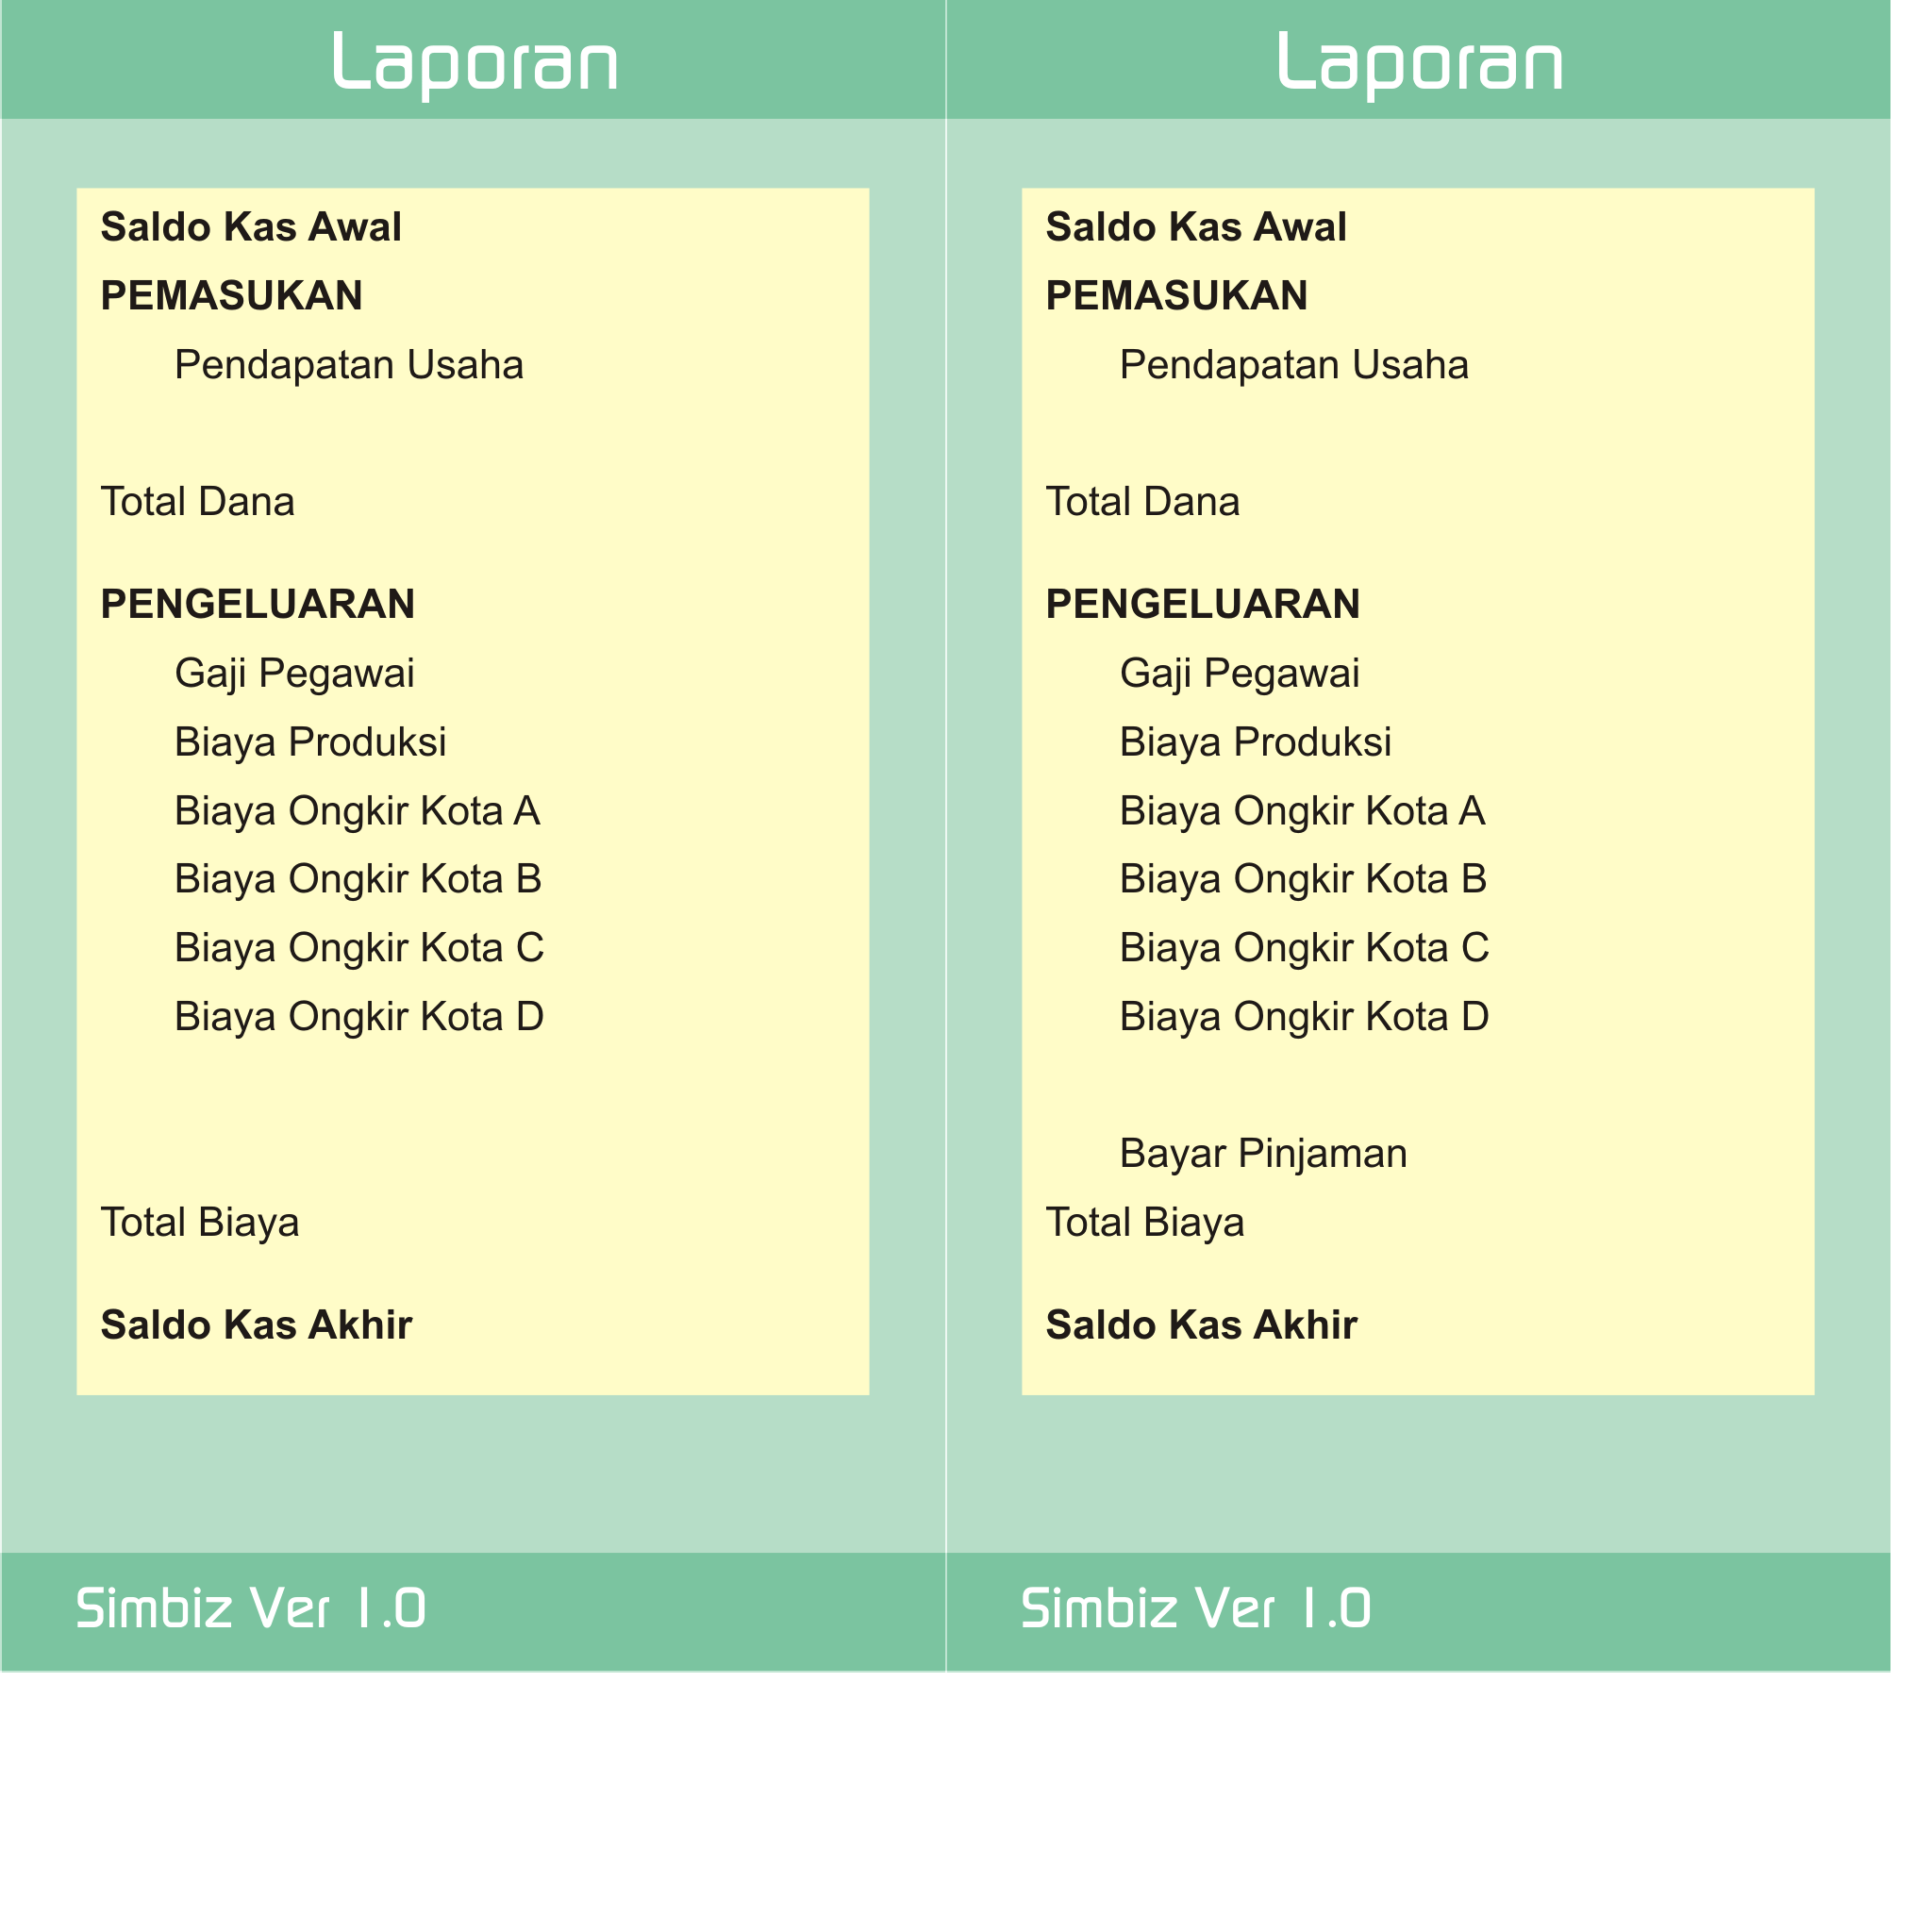 Laporan
Saldo Kas Awal
PEMASUKAN
Pendapatan Usaha
Total Dana
PENGELUARAN
Gaji Pegawai
Biaya Produksi
Biaya Ongkir Kota A
Biaya Ongkir Kota B
Biaya Ongkir Kota C
Biaya Ongkir Kota D
Total Biaya
Saldo Kas Akhir
Simbiz Ver 1.0
Laporan
Saldo Kas Awal
PEMASUKAN
Pendapatan Usaha
Total Dana
PENGELUARAN
Gaji Pegawai
Biaya Produksi
Biaya Ongkir Kota A
Biaya Ongkir Kota B
Biaya Ongkir Kota C
Biaya Ongkir Kota D
Bayar Pinjaman
Total Biaya
Saldo Kas Akhir
Simbiz Ver 1.0